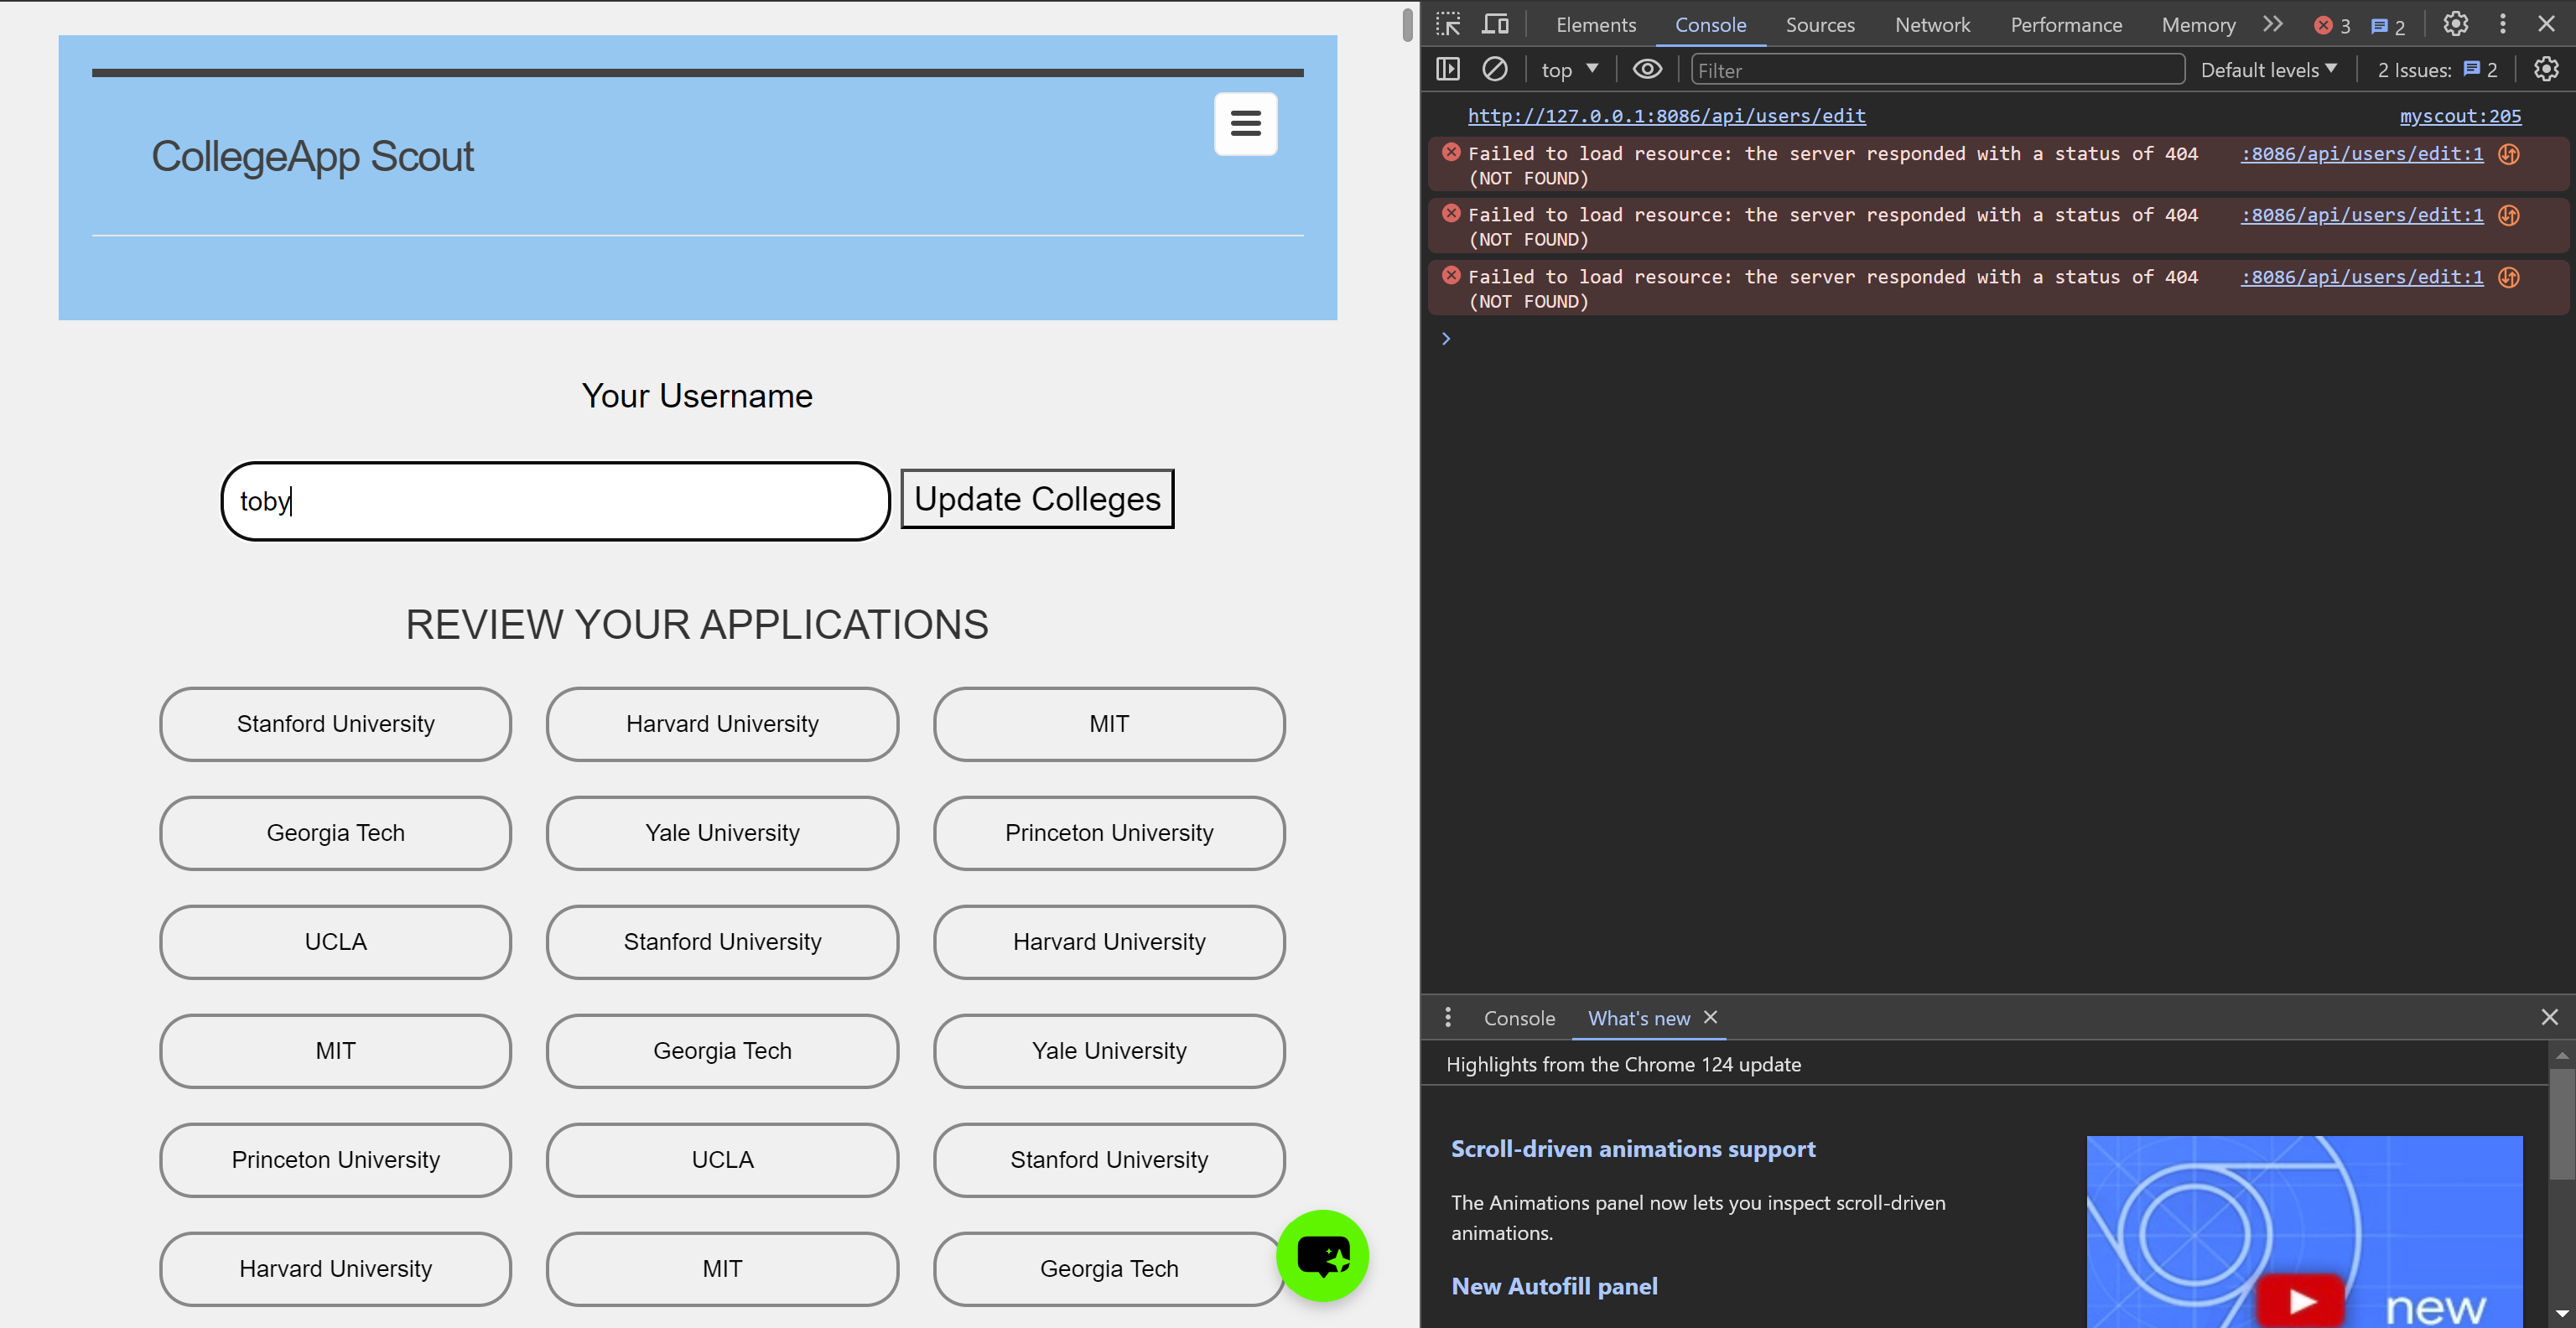 CollegeApp Scout
Your Username
toby
Update Colleges
REVIEW YOUR APPLICATIONS
Stanford University
Harvard University
MIT
Georgia Tech
Yale University
Princeton University
UCLA
Stanford University
Harvard University
MIT
Georgia Tech
Yale University
Princeton University
UCLA
Stanford University
Harvard University
MIT
Georgia Tech
Elements
Console
Sources
Network
Performance
Memory
3
2
top
Filter
Default levels
2 Issues:
2
http://127.0.0.1:8086/api/users/edit
myscout:205
Failed to load resource: the server responded with a status of 404
:8086/api/users/edit:1
(NOT FOUND)
Failed to load resource: the server responded with a status of 404
:8086/api/users/edit:1
(NOT FOUND)
Failed to load resource: the server responded with a status of 404
:8086/api/users/edit:1
(NOT FOUND)
Console
What's new
Highlights from the Chrome 124 update
Scroll-driven animations support
The Animations panel now lets you inspect scroll-driven
animations.
New Autofill panel
new